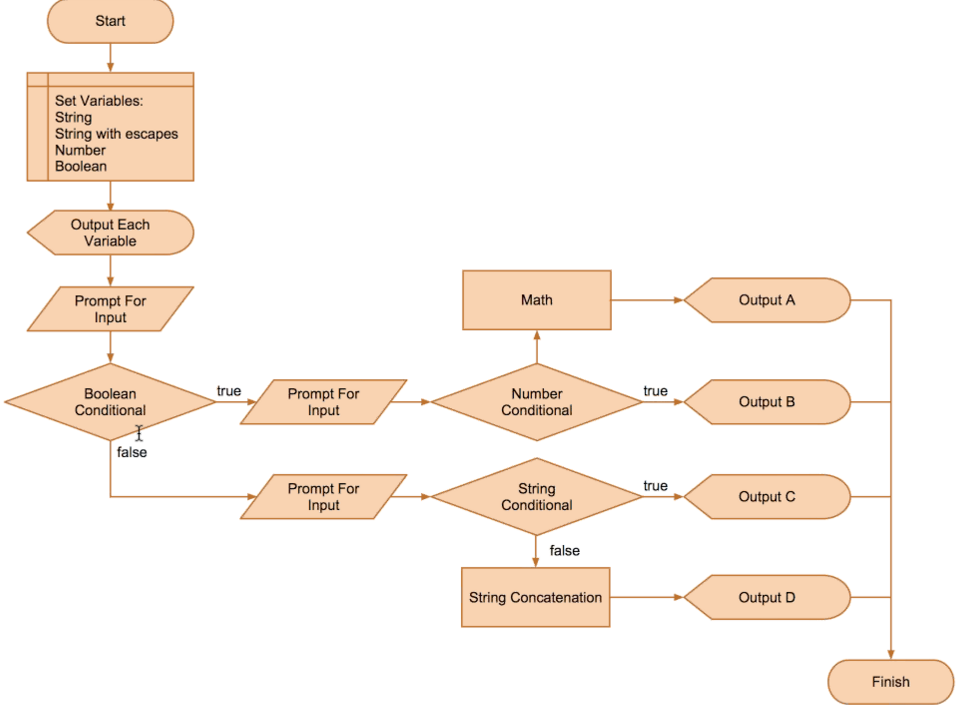 Start
Set Variables:
String
String with escapes
Number
Boolean
Output Each
Variable
Prompt For
Input
Boolean
Conditional
true
false
Prompt For
Input
Number
Conditional
true
Math
Output A
Output B
Prompt For
Input
String
Conditional
true
false
Output C
String Concatenation
Output D
Finish